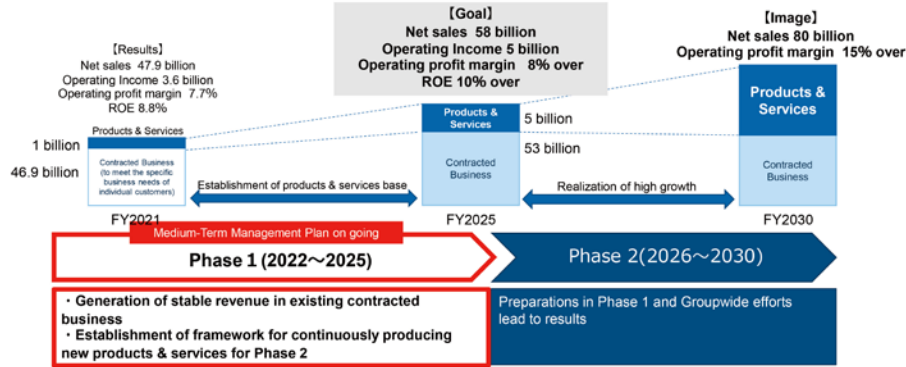 【Results】
Net sales 47.9 billion
Operating Income 3.6 billion
Operating profit margin 7.7%
ROE 8.8%
【Goal】
Net sales 58 billion
Operating Income 5 billion
Operating profit margin 8% over
ROE 10% over
【Image】
Net sales 80 billion
Operating profit margin 15% over
Products & Services
1 billion
46.9 billion
Contracted Business
(to meet the specific
business needs of
individual customers)
Establishment of products & services base
Products &
Services
5 billion
53 billion
Contracted
Business
Realization of high growth
Products &
Services
Contracted
Business
FY2021
FY2025
FY2030
Medium-Term Management Plan on going
Phase 1 (2022～2025)
Phase 2(2026～2030)
・Generation of stable revenue in existing contracted
business
・Establishment of framework for continuously producing
new products & services for Phase 2
Preparations in Phase 1 and Groupwide efforts
lead to results